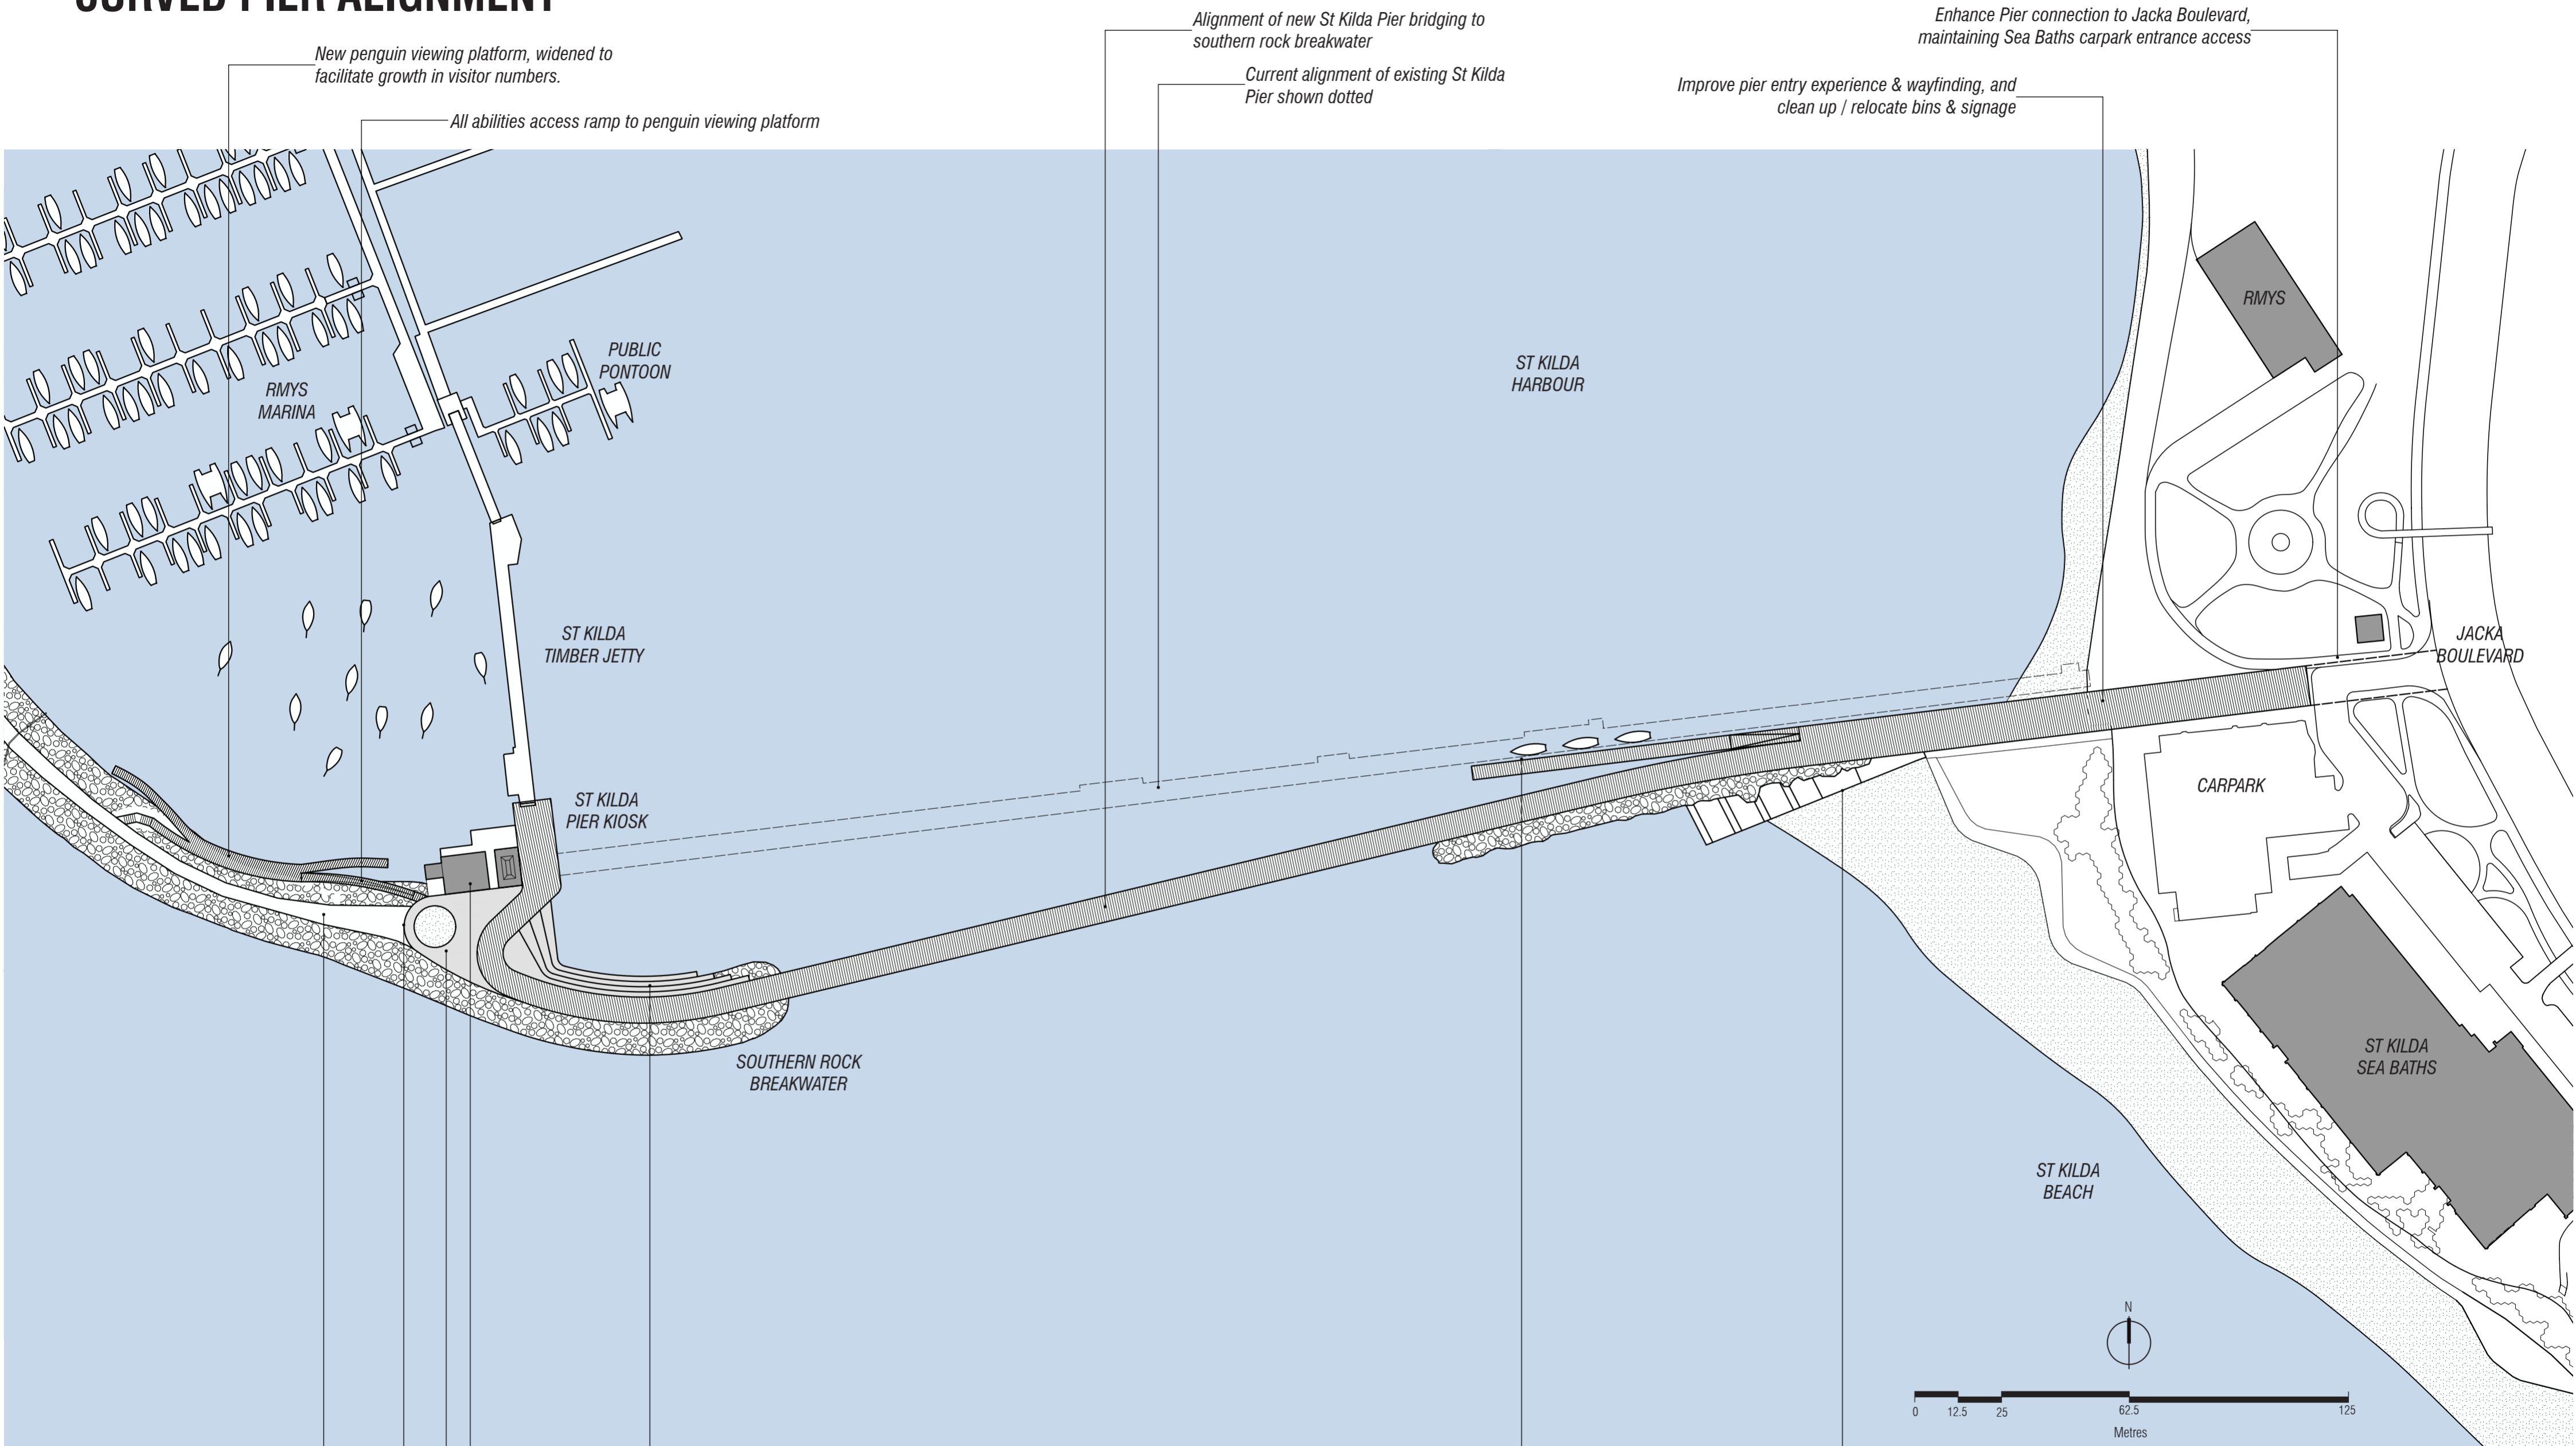 CURVED PIER ALIGNMENT
New penguin viewing platform, widened to
facilitate growth in visitor numbers.
All abilities access ramp to penguin viewing platform
Alignment of new St Kilda Pier bridging to
southern rock breakwater
Current alignment of existing St Kilda
Pier shown dotted
Enhance Pier connection to Jacka Boulevard,
maintaining Sea Baths carpark entrance access
Improve pier entry experience & wayfinding, and
clean up / relocate bins & signage
RMYS
PUBLIC
PONTOON
RMYS
MARINA
ST KILDA
HARBOUR
ST KILDA
TIMBER JETTY
JACKA
BOULEVARD
ST KILDA
PIER KIOSK
CARPARK
SOUTHERN ROCK
BREAKWATER
ST KILDA
SEA BATHS
ST KILDA
BEACH
N
0 12.5 25 62.5 125
Metres